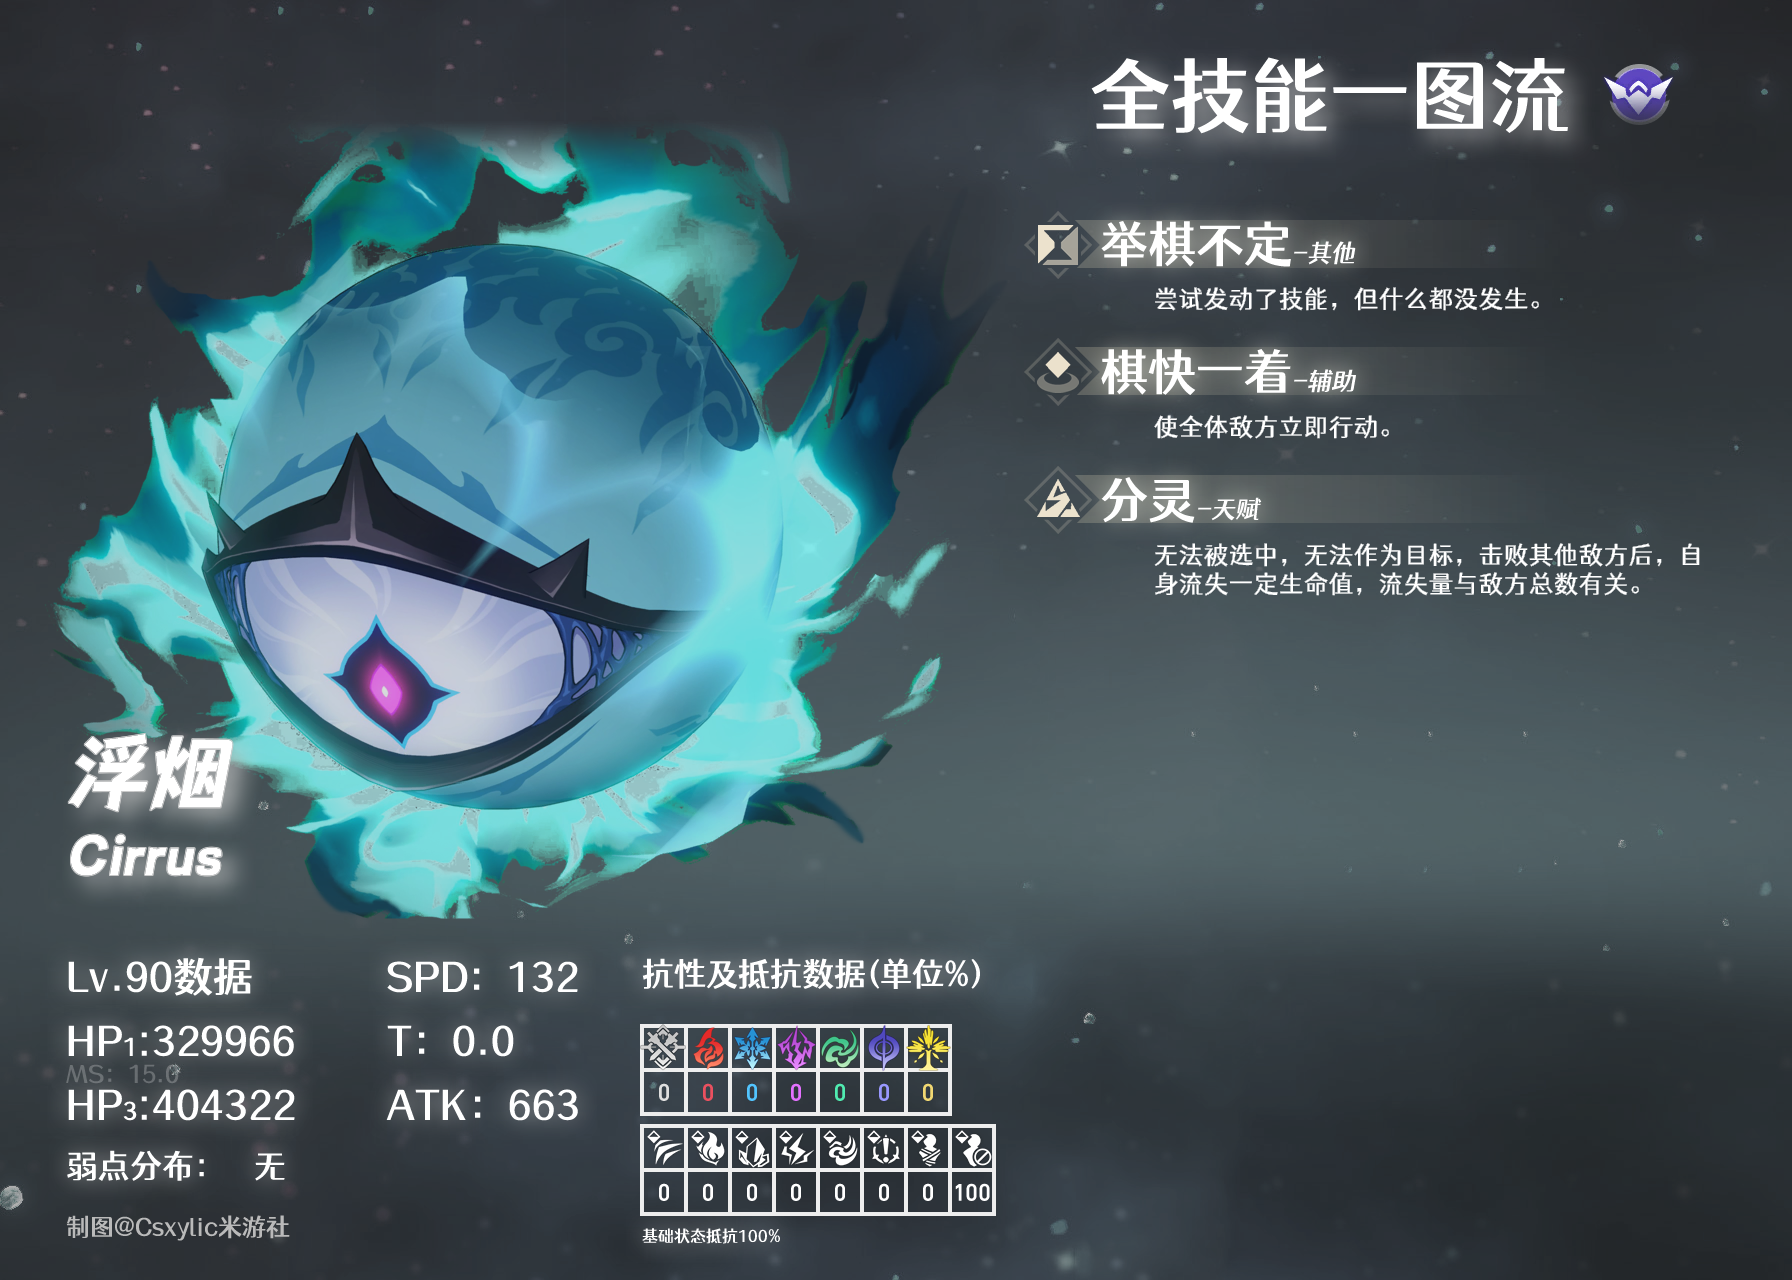 全技能一图流
举棋不定-其他
尝试发动了技能，但什么都没发生。
棋快一着-辅助
使全体敌方立即行动。
分灵-天赋
无法被选中，无法作为目标，击败其他敌方后，自
身流失一定生命值，流失量与敌方总数有关。
浮烟
Cirrus
Lv.90数据
SPD: 132
HP1:329966
T: 0.0
MS: 15.0
HP3:404322
ATK: 663
弱点分布: 无
制图@Csxylic米游社
抗性及抵抗数据(单位%)
0 0 0 0 0 0 0
0 0 0 0 0 0 0 100
基础状态抵抗100%